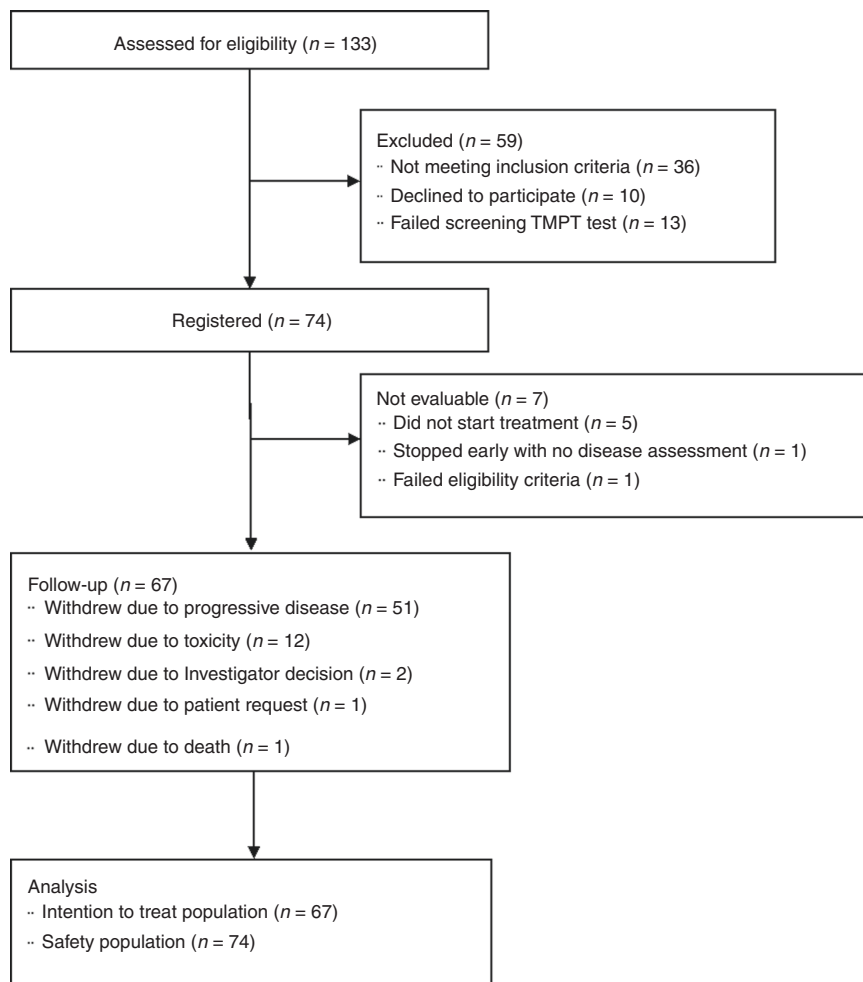 Assessed for eligibility (n = 133)
Excluded (n = 59)
·· Not meeting inclusion criteria (n = 36)
·· Declined to participate (n = 10)
·· Failed screening TMPT test (n = 13)
Registered (n = 74)
Not evaluable (n = 7)
·· Did not start treatment (n = 5)
·· Stopped early with no disease assessment (n = 1)
·· Failed eligibility criteria (n = 1)
Follow-up (n = 67)
·· Withdrew due to progressive disease (n = 51)
·· Withdrew due to toxicity (n = 12)
·· Withdrew due to Investigator decision (n = 2)
·· Withdrew due to patient request (n = 1)
·· Withdrew due to death (n = 1)
Analysis
·· Intention to treat population (n = 67)
·· Safety population (n = 74)